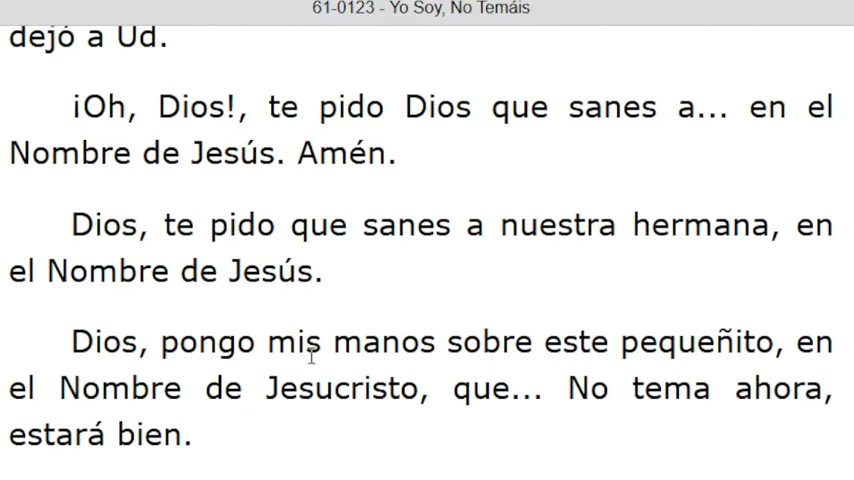 61-0123 - Yo Soy, No Temáis
dejó a Ud.
¡Oh, Dios!, te pido Dios que sanes a... en el
Nombre de Jesús. Amén.
Dios, te pido que sanes a nuestra hermana, en
el Nombre de Jesús.
Dios, pongo mis manos sobre este pequeñito, en
el Nombre de Jesucristo, que... No tema ahora,
estará bien.